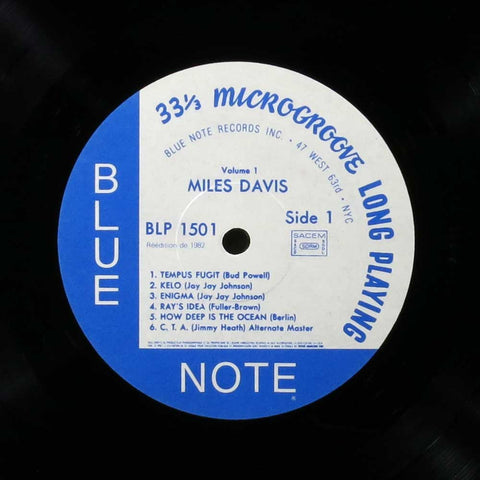 33⅓ MICROGROOVE LONG PLAYING
BLUE NOTE RECORDS INC. • 47 WEST 63rd • NYC
Volume 1
MILES DAVIS
BLP 1501
Side 1
Réédition de 1982
SACEM
SDRM
1. TEMPUS FUGIT (Bud Powell)
2. KELO (Jay Jay Johnson)
3. ENIGMA (Jay Jay Johnson)
4. RAY'S IDEA (Fuller-Brown)
5. HOW DEEP IS THE OCEAN (Berlin)
6. C. T. A. (Jimmy Heath) Alternate Master
BLUE
NOTE